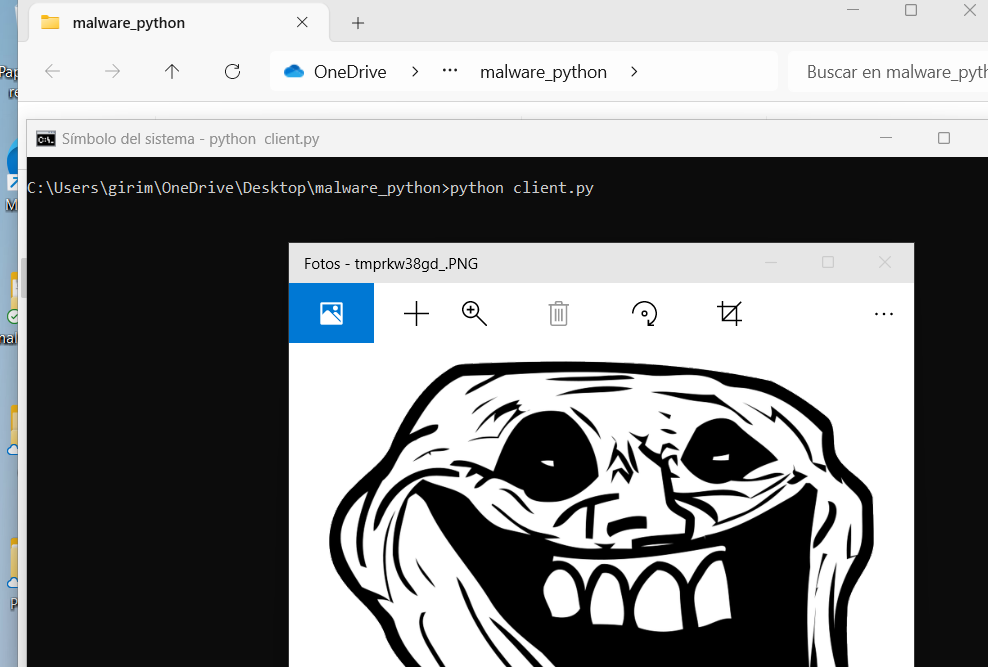 malware_python
OneDrive
malware_python
Buscar en malware_pyth
Símbolo del sistema - python client.py
C:\Users\girim\OneDrive\Desktop\malware_python>python client.py
Fotos - tmprkw38gd_.PNG